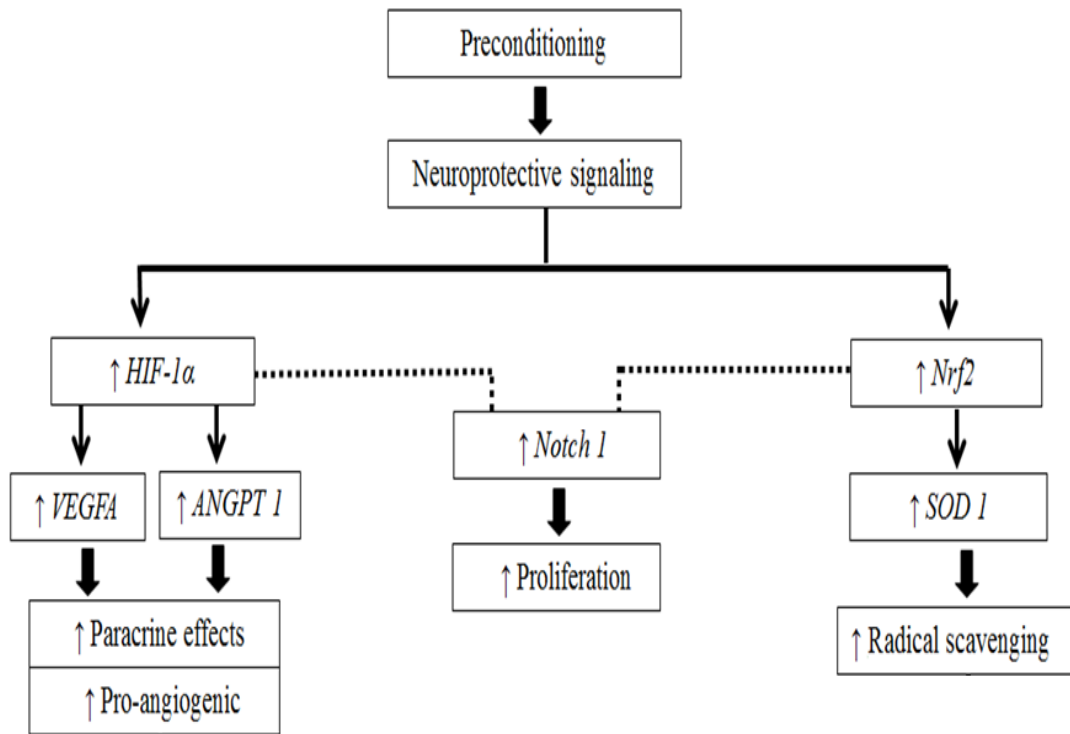 Preconditioning
Neuroprotective signaling
↑ HIF-1α
↑ Nrf2
↑ Notch 1
↑ VEGFA
↑ ANGPT 1
↑ SOD 1
↑ Proliferation
↑ Paracrine effects
↑ Radical scavenging
↑ Pro-angiogenic